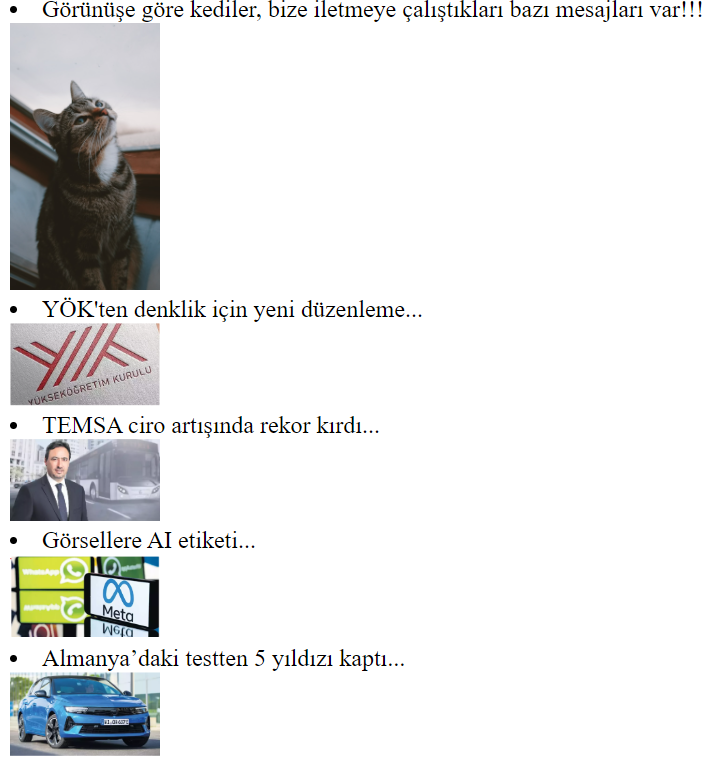 Görünüşe göre kediler, bize iletmeye çalıştıkları bazı mesajları var!!!
YÖK'ten denklik için yeni düzenleme...
YÜKSEKÖĞRETİM KURULU
TEMSA ciro artışında rekor kırdı...
Görsellere AI etiketi...
WhatsApp
Meta
Meta
Almanya’daki testten 5 yıldızı kaptı...